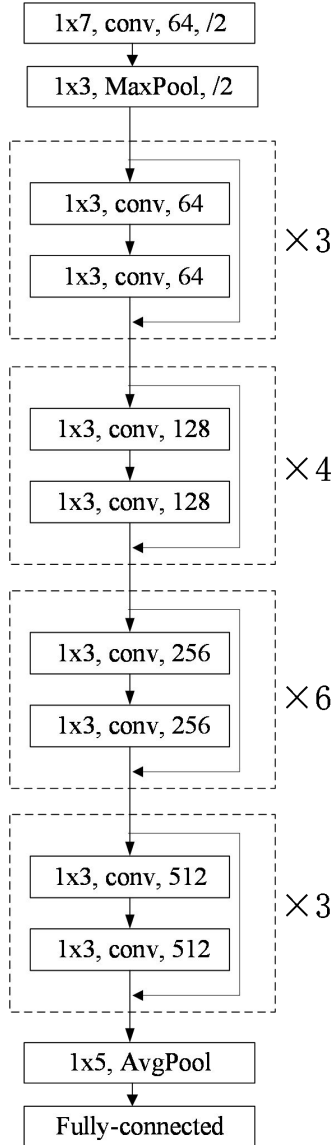 1x7, conv, 64, /2
1x3, MaxPool, /2
1x3, conv, 64
×3
1x3, conv, 64
1x3, conv, 128
×4
1x3, conv, 128
1x3, conv, 256
×6
1x3, conv, 256
1x3, conv, 512
×3
1x3, conv, 512
1x5, AvgPool
Fully-connected